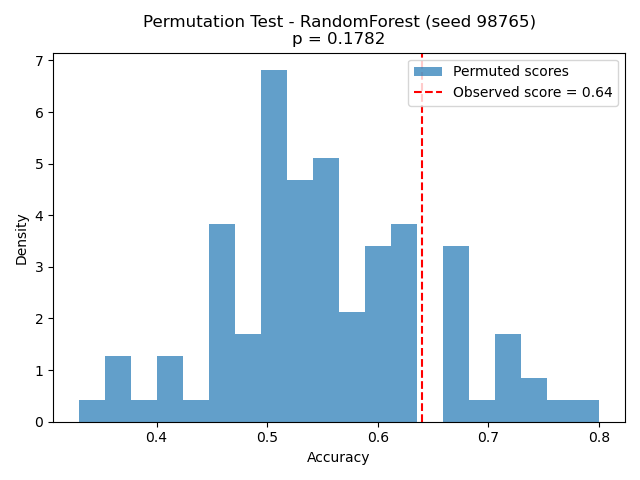 Permutation Test - RandomForest (seed 98765)
p = 0.1782
Permuted scores
Observed score = 0.64
Density
7
6
5
4
3
2
1
0
0.4
0.5
0.6
0.7
0.8
Accuracy